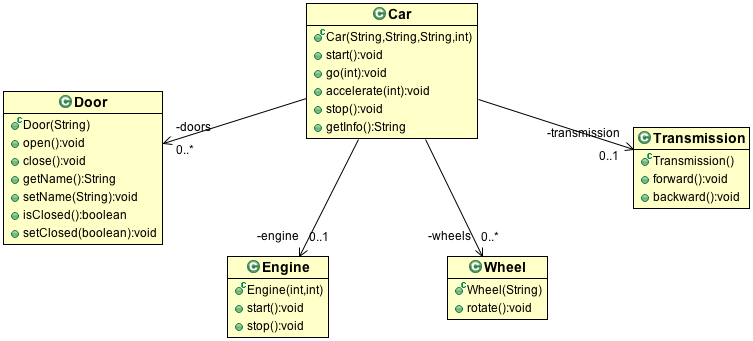 Car
Car(String,String,String,int)
start():void
go(int):void
accelerate(int):void
stop():void
getInfo():String
Door
Door(String)
open():void
close():void
getName():String
setName(String):void
isClosed():boolean
setClosed(boolean):void
-doors
0..*
-transmission
0..1
Transmission
Transmission()
forward():void
backward():void
-engine
0..1
-wheels
0..*
Engine
Engine(int,int)
start():void
stop():void
Wheel
Wheel(String)
rotate():void